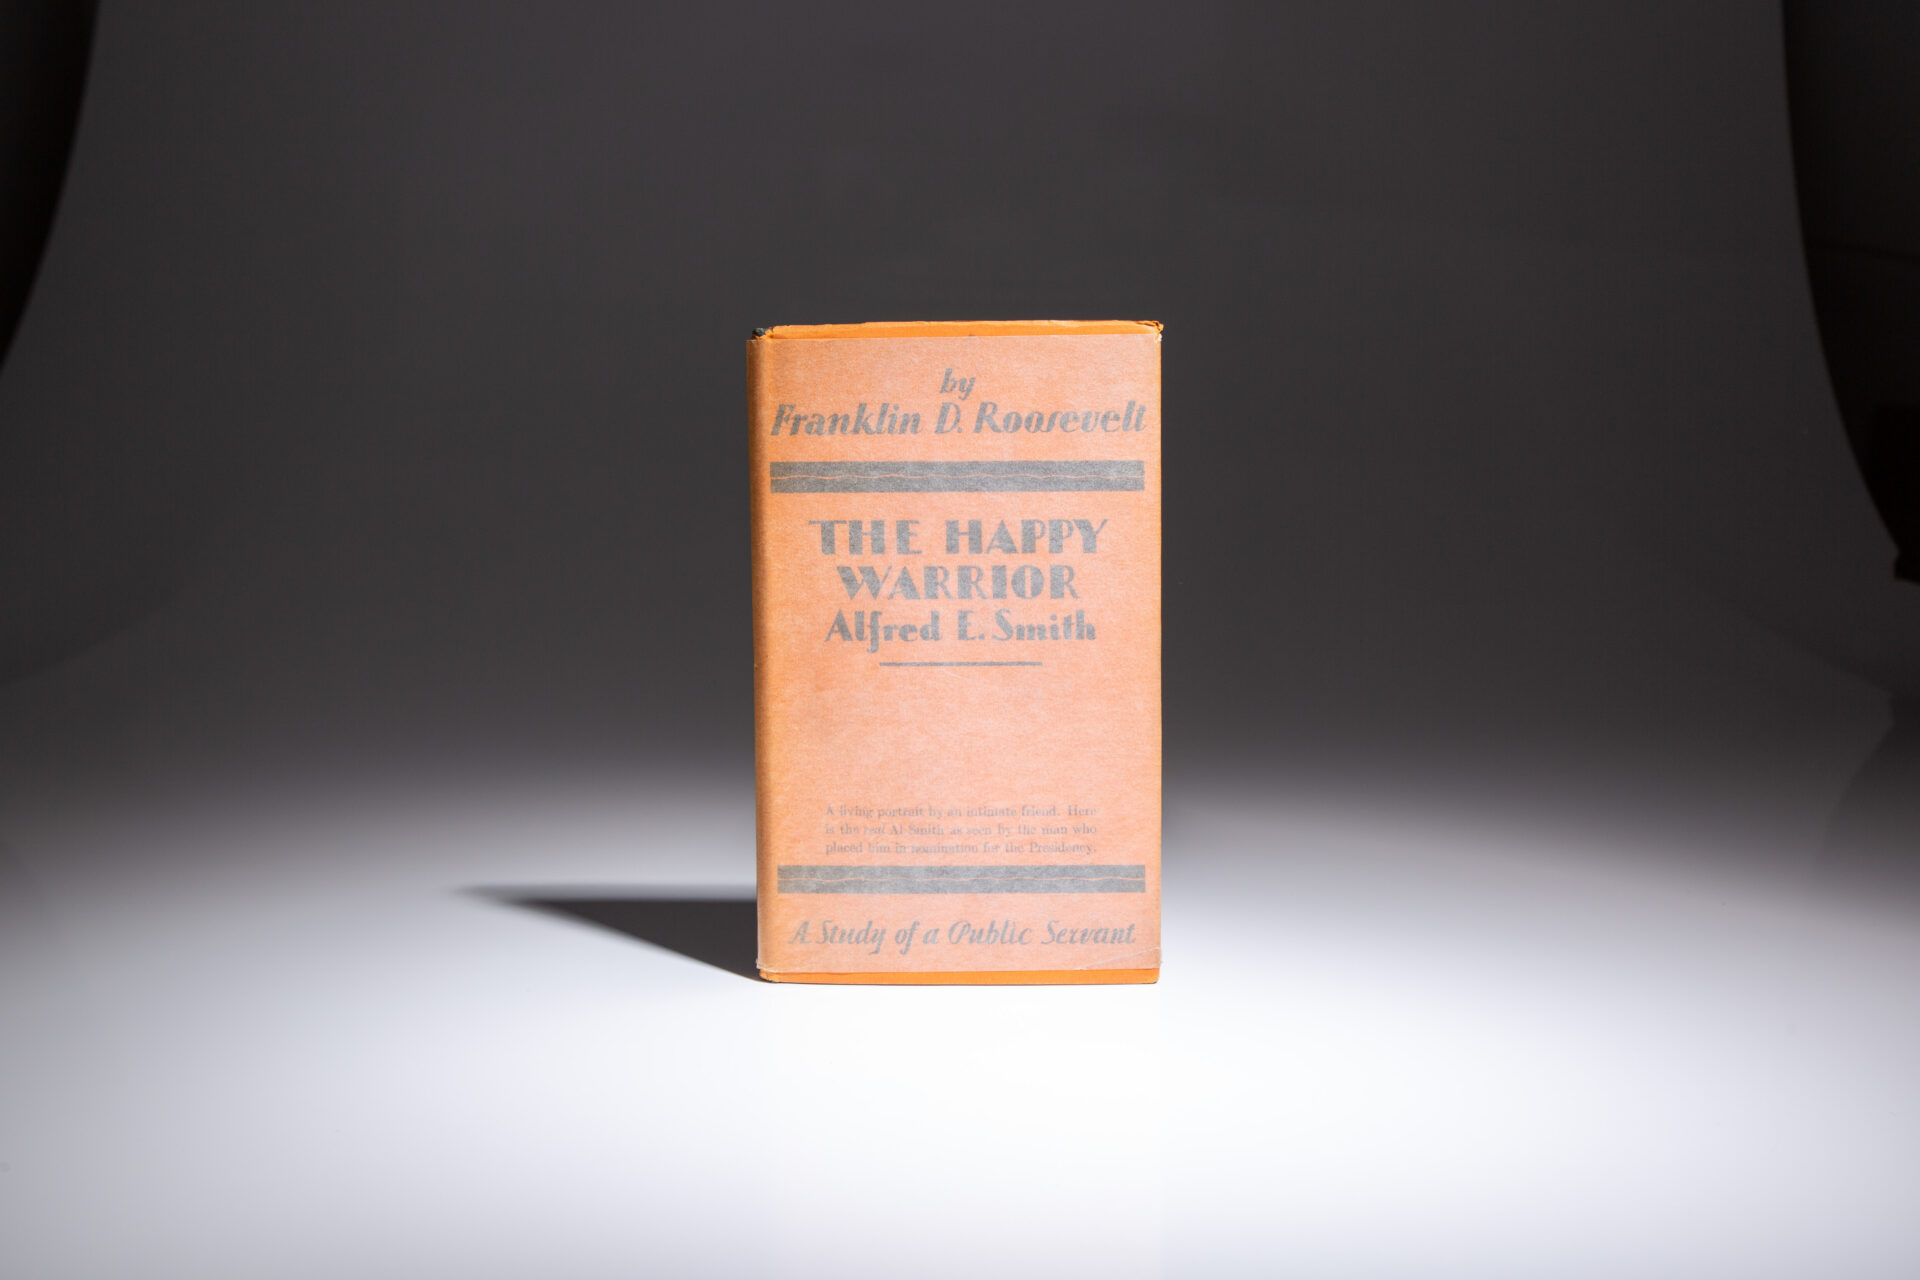 by
Franklin D. Roosevelt
THE HAPPY
WARRIOR
Alfred E. Smith
A living portrait by an intimate friend. Here
is the real Al Smith as seen by the man who
placed him in nomination for the Presidency.
A Study of a Public Servant